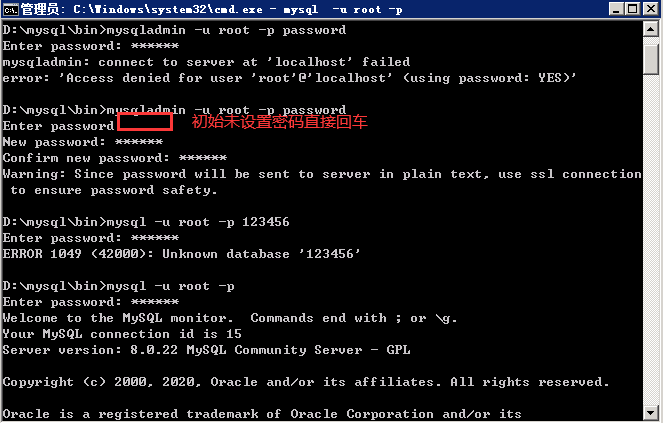 管理员: C:\Windows\system32\cmd.exe - mysql  -u root -p
D:\mysql\bin>mysqladmin -u root -p password
Enter password: ******
mysqladmin: connect to server at 'localhost' failed
error: 'Access denied for user 'root'@'localhost' (using password: YES)'
D:\mysql\bin>mysqladmin -u root -p password
Enter password 初始未设置密码直接回车
New password: ******
Confirm new password: ******
Warning: Since password will be sent to server in plain text, use ssl connection
 to ensure password safety.
D:\mysql\bin>mysql -u root -p 123456
Enter password: ******
ERROR 1049 (42000): Unknown database '123456'
D:\mysql\bin>mysql -u root -p
Enter password: ******
Welcome to the MySQL monitor.  Commands end with ; or \g.
Your MySQL connection id is 15
Server version: 8.0.22 MySQL Community Server - GPL
Copyright (c) 2000, 2020, Oracle and/or its affiliates. All rights reserved.
Oracle is a registered trademark of Oracle Corporation and/or its